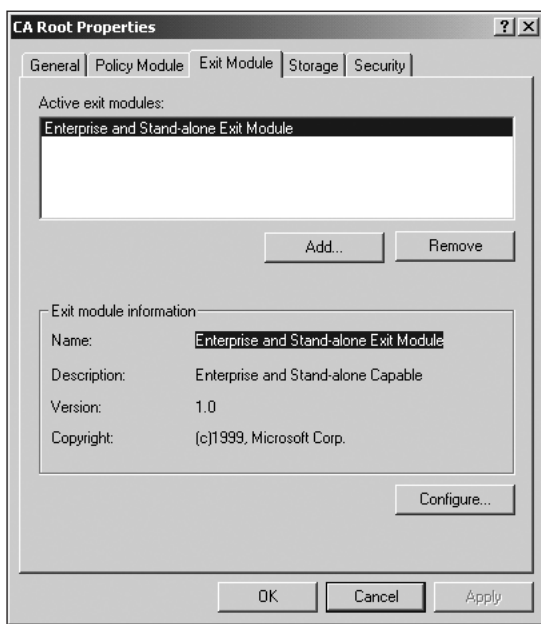 CA Root Properties
? X
General Policy Module Exit Module Storage Security
Active exit modules:
Enterprise and Stand-alone Exit Module
Add... Remove
Exit module information
Name: Enterprise and Stand-alone Exit Module
Description: Enterprise and Stand-alone Capable
Version: 1.0
Copyright: (c)1999, Microsoft Corp.
Configure...
OK Cancel Apply